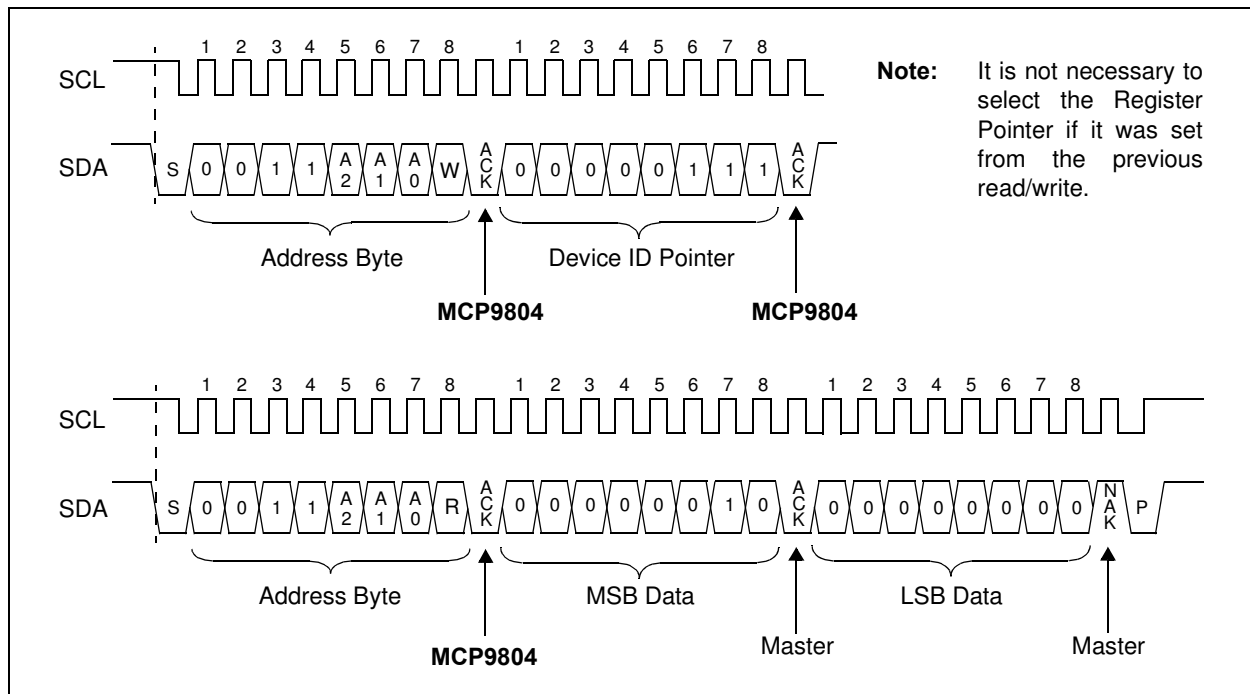 1 2 3 4 5 6 7 8 1 2 3 4 5 6 7 8
SCL
SDA
S 0 0 1 1 A2 A1 A0 W ACK 0 0 0 0 0 1 1 1 ACK
Address Byte Device ID Pointer
MCP9804 MCP9804
Note: It is not necessary to
select the Register
Pointer if it was set
from the previous
read/write.
1 2 3 4 5 6 7 8 1 2 3 4 5 6 7 8 1 2 3 4 5 6 7 8
SCL
SDA
S 0 0 1 1 A2 A1 A0 R ACK 0 0 0 0 0 0 1 0 ACK 0 0 0 0 0 0 0 0 NAK P
Address Byte MSB Data LSB Data
MCP9804 Master Master